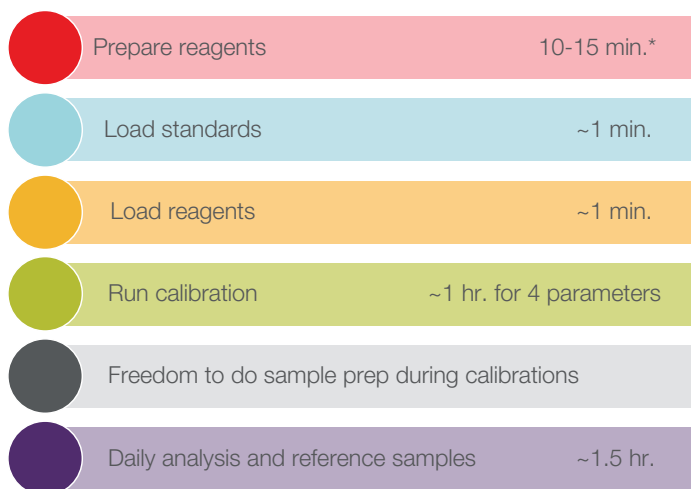 Prepare reagents 10-15 min.*
Load standards ~1 min.
Load reagents ~1 min.
Run calibration ~1 hr. for 4 parameters
Freedom to do sample prep during calibrations
Daily analysis and reference samples ~1.5 hr.